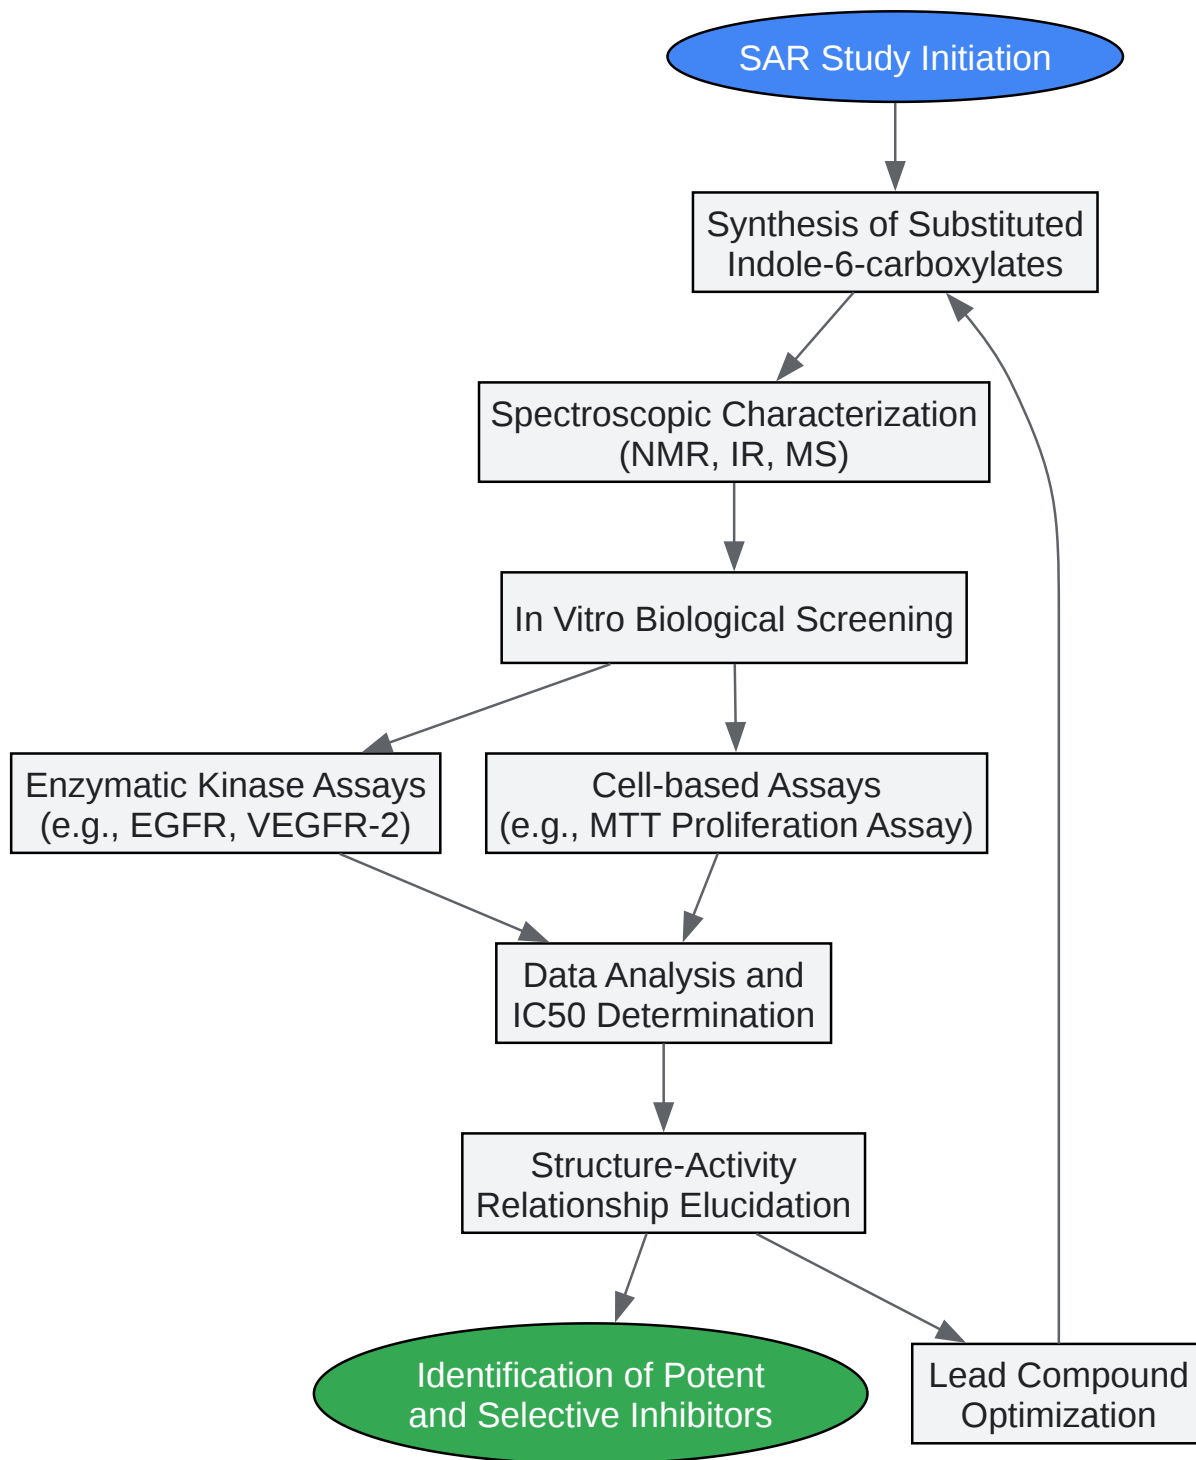 SAR Study Initiation
Synthesis of Substituted
Indole-6-carboxylates
Spectroscopic Characterization
(NMR, IR, MS)
In Vitro Biological Screening
Enzymatic Kinase Assays
(e.g., EGFR, VEGFR-2)
Cell-based Assays
(e.g., MTT Proliferation Assay)
Data Analysis and
IC50 Determination
Structure-Activity
Relationship Elucidation
Identification of Potent
and Selective Inhibitors
Lead Compound
Optimization